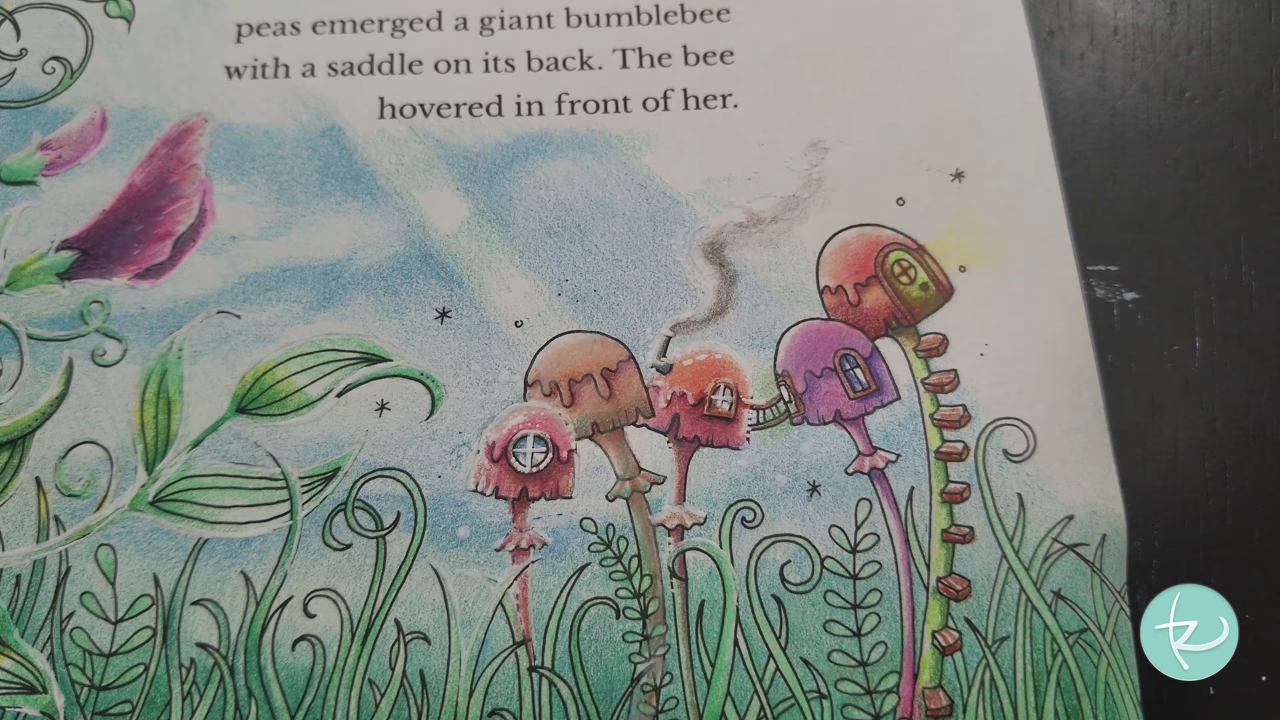 peas emerged a giant bumblebee
with a saddle on its back. The bee
hovered in front of her.